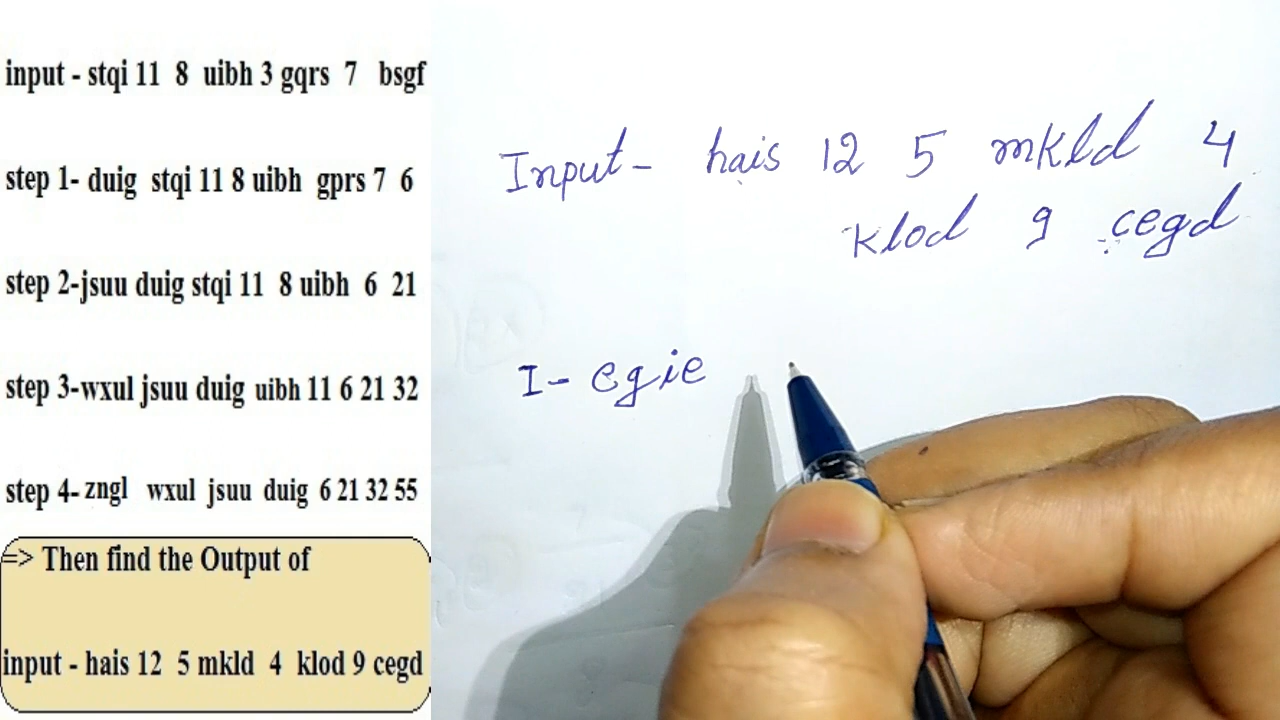 input - stqi 11 8 uibh 3 gqrs 7 bsgf
step 1- duig stqi 11 8 uibh gprs 7 6
step 2-jsuu duig stqi 11 8 uibh 6 21
step 3-wxul jsuu duig uibh 11 6 21 32
step 4- zngl wxul jsuu duig 6 21 32 55
=> Then find the Output of
input - hais 12 5 mkld 4 klod 9 cegd
Input- hais 12 5 mkld 4
klod 9 cegd
I- egie